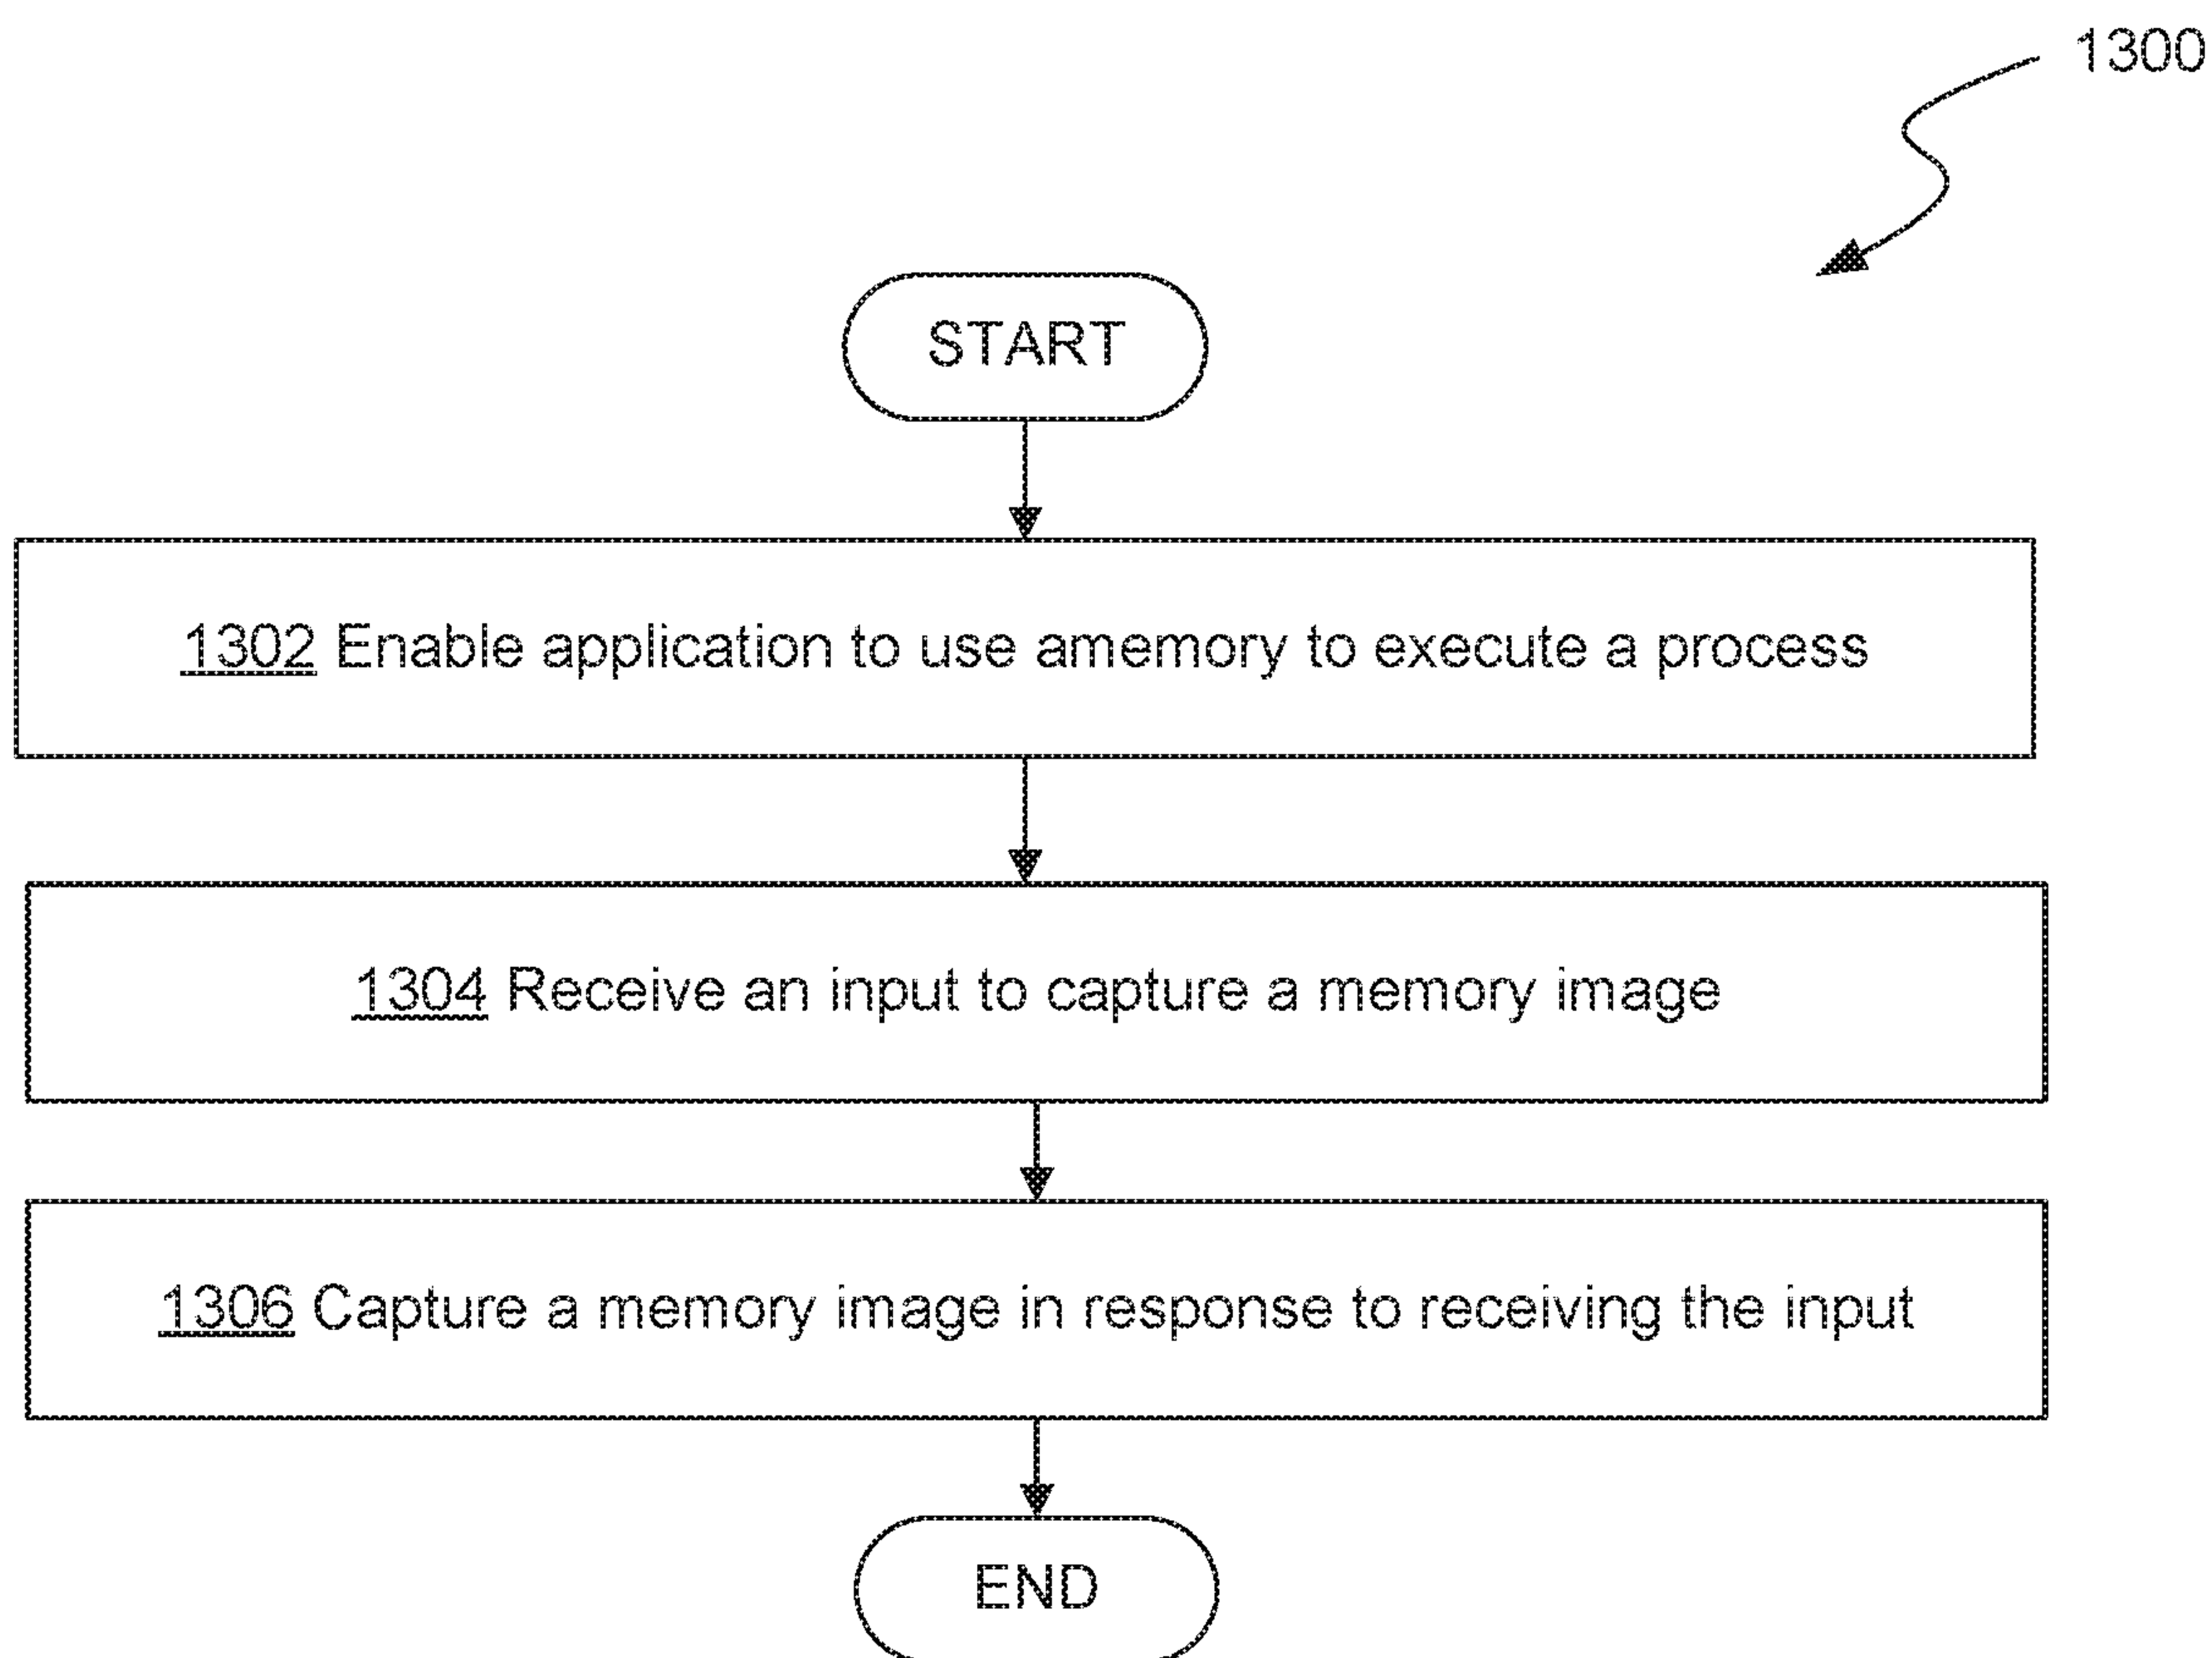 1300
START
1302 Enable application to use amemory to execute a process
1304 Receive an input to capture a memory image
1306 Capture a memory image in response to receiving the input
END